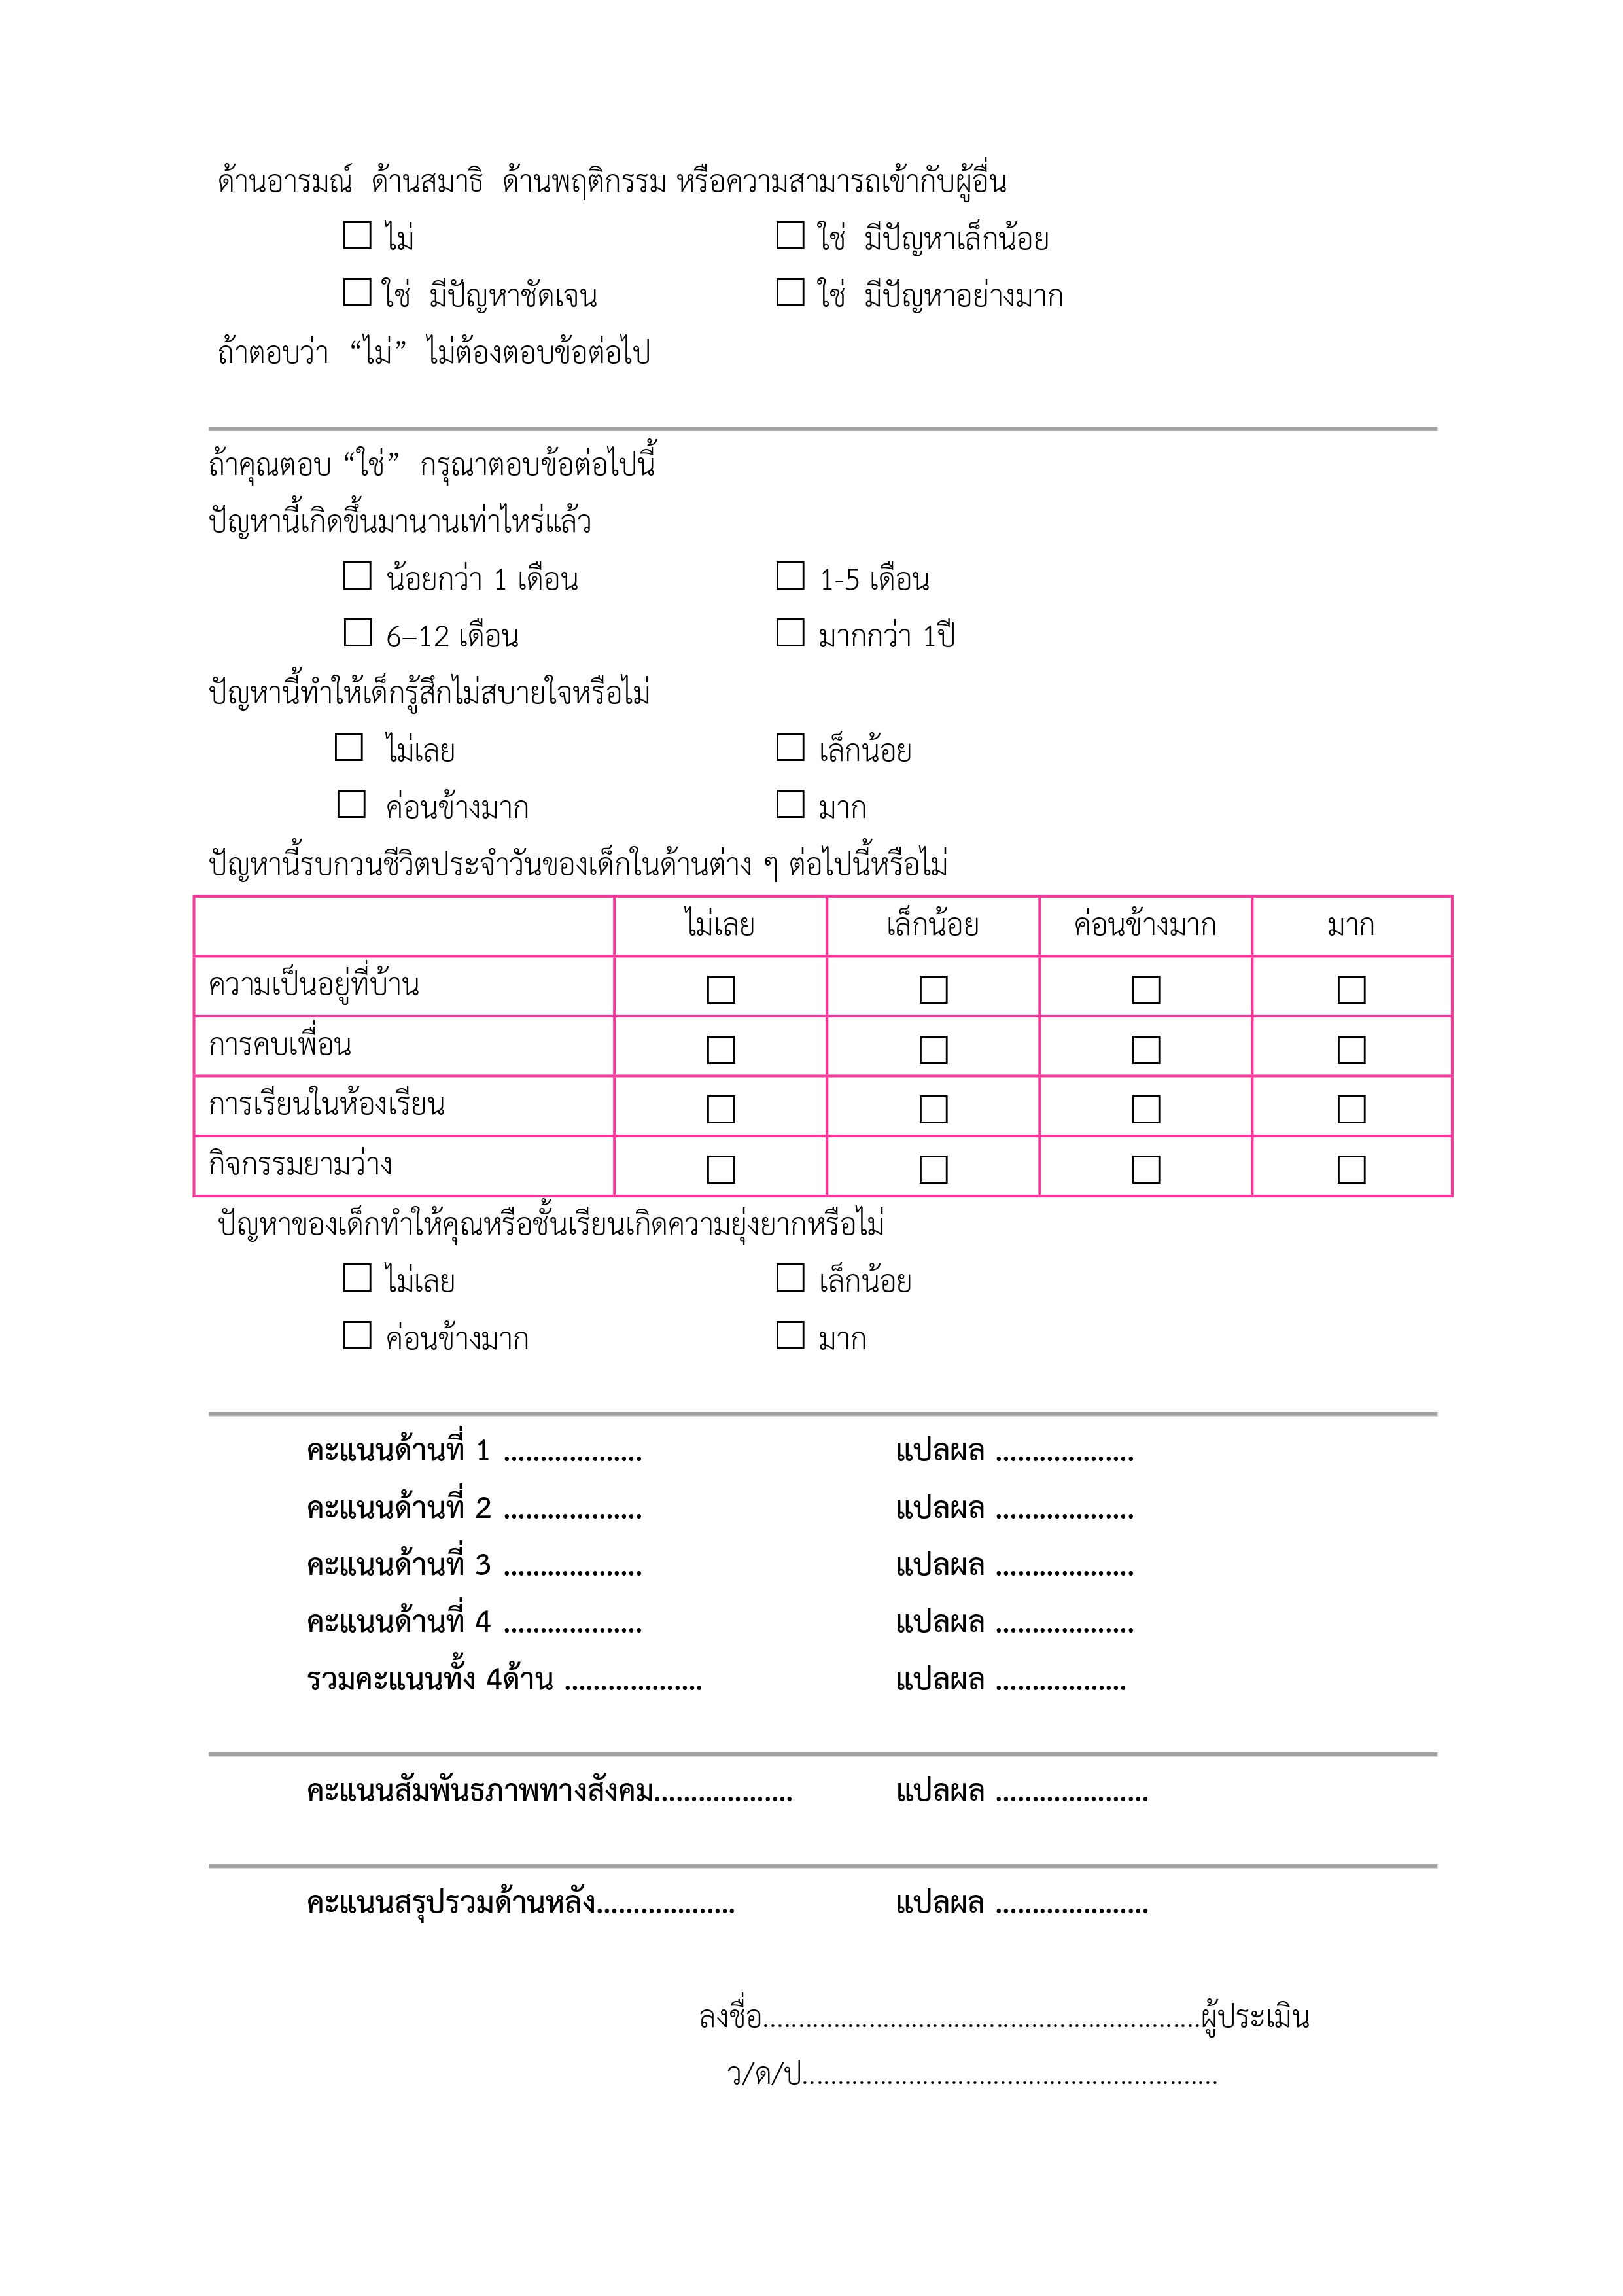 ด้านอารมณ์ ด้านสมาธิ ด้านพฤติกรรม หรือความสามารถเข้ากับผู้อื่น
☐ ไม่ ☐ ใช่ มีปัญหาเล็กน้อย
☐ ใช่ มีปัญหาชัดเจน ☐ ใช่ มีปัญหาอย่างมาก
ถ้าตอบว่า “ไม่” ไม่ต้องตอบข้อต่อไป
ถ้าคุณตอบ “ใช่” กรุณาตอบข้อต่อไปนี้
ปัญหานี้เกิดขึ้นมานานเท่าไหร่แล้ว
☐ น้อยกว่า 1 เดือน ☐ 1-5 เดือน
☐ 6–12 เดือน ☐ มากกว่า 1ปี
ปัญหานี้ทำให้เด็กรู้สึกไม่สบายใจหรือไม่
☐ ไม่เลย ☐ เล็กน้อย
☐ ค่อนข้างมาก ☐ มาก
ปัญหานี้รบกวนชีวิตประจำวันของเด็กในด้านต่าง ๆ ต่อไปนี้หรือไม่
ไม่เลย เล็กน้อย ค่อนข้างมาก มาก
ความเป็นอยู่ที่บ้าน ☐ ☐ ☐ ☐
การคบเพื่อน ☐ ☐ ☐ ☐
การเรียนในห้องเรียน ☐ ☐ ☐ ☐
กิจกรรมยามว่าง ☐ ☐ ☐ ☐
ปัญหาของเด็กทำให้คุณหรือชั้นเรียนเกิดความยุ่งยากหรือไม่
☐ ไม่เลย ☐ เล็กน้อย
☐ ค่อนข้างมาก ☐ มาก
คะแนนด้านที่ 1 ................... แปลผล ...................
คะแนนด้านที่ 2 ................... แปลผล ...................
คะแนนด้านที่ 3 ................... แปลผล ...................
คะแนนด้านที่ 4 ................... แปลผล ...................
รวมคะแนนทั้ง 4ด้าน ................... แปลผล ..................
คะแนนสัมพันธภาพทางสังคม................... แปลผล .....................
คะแนนสรุปรวมด้านหลัง................... แปลผล .....................
ลงชื่อ..............................................................ผู้ประเมิน
ว/ด/ป...........................................................